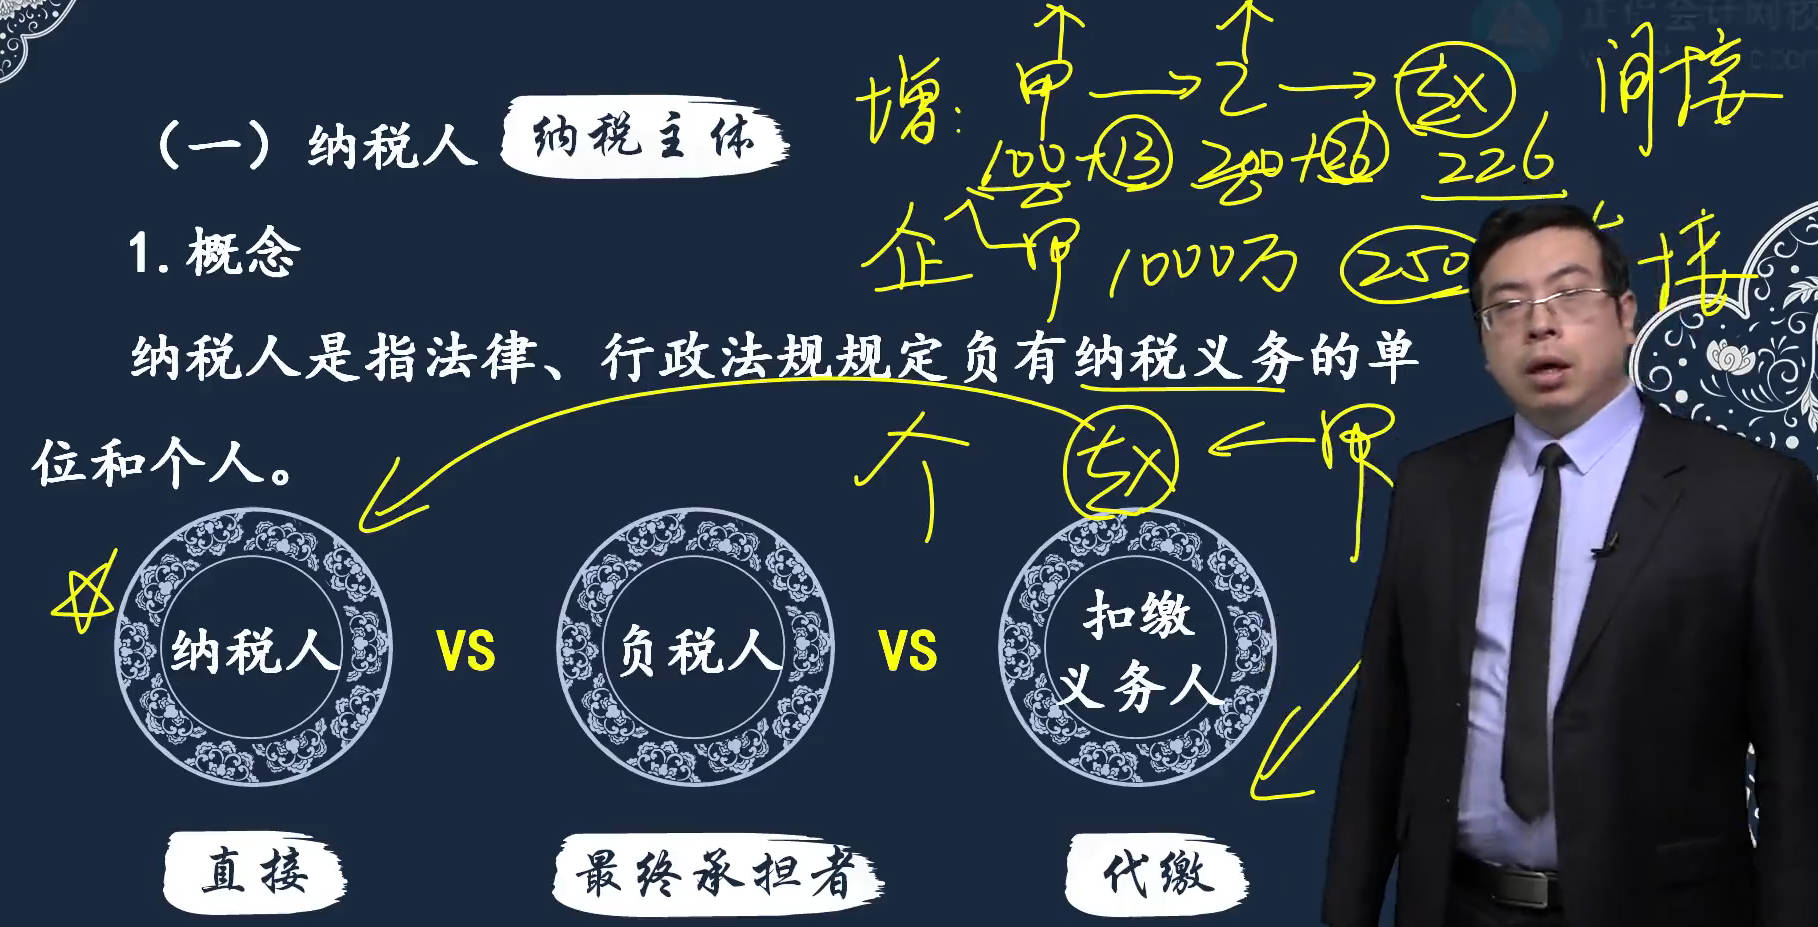 (一) 纳税人 纳税主体
增: 甲 → 乙 → 赵 间接
100+13 200+26 226
1.概念
企 甲 1000万 250 接
纳税人是指法律、行政法规规定负有纳税义务的单
位和个人。
个 赵 ← 甲
纳税人 VS 负税人 VS 扣缴
义务人
直接 最终承担者 代缴